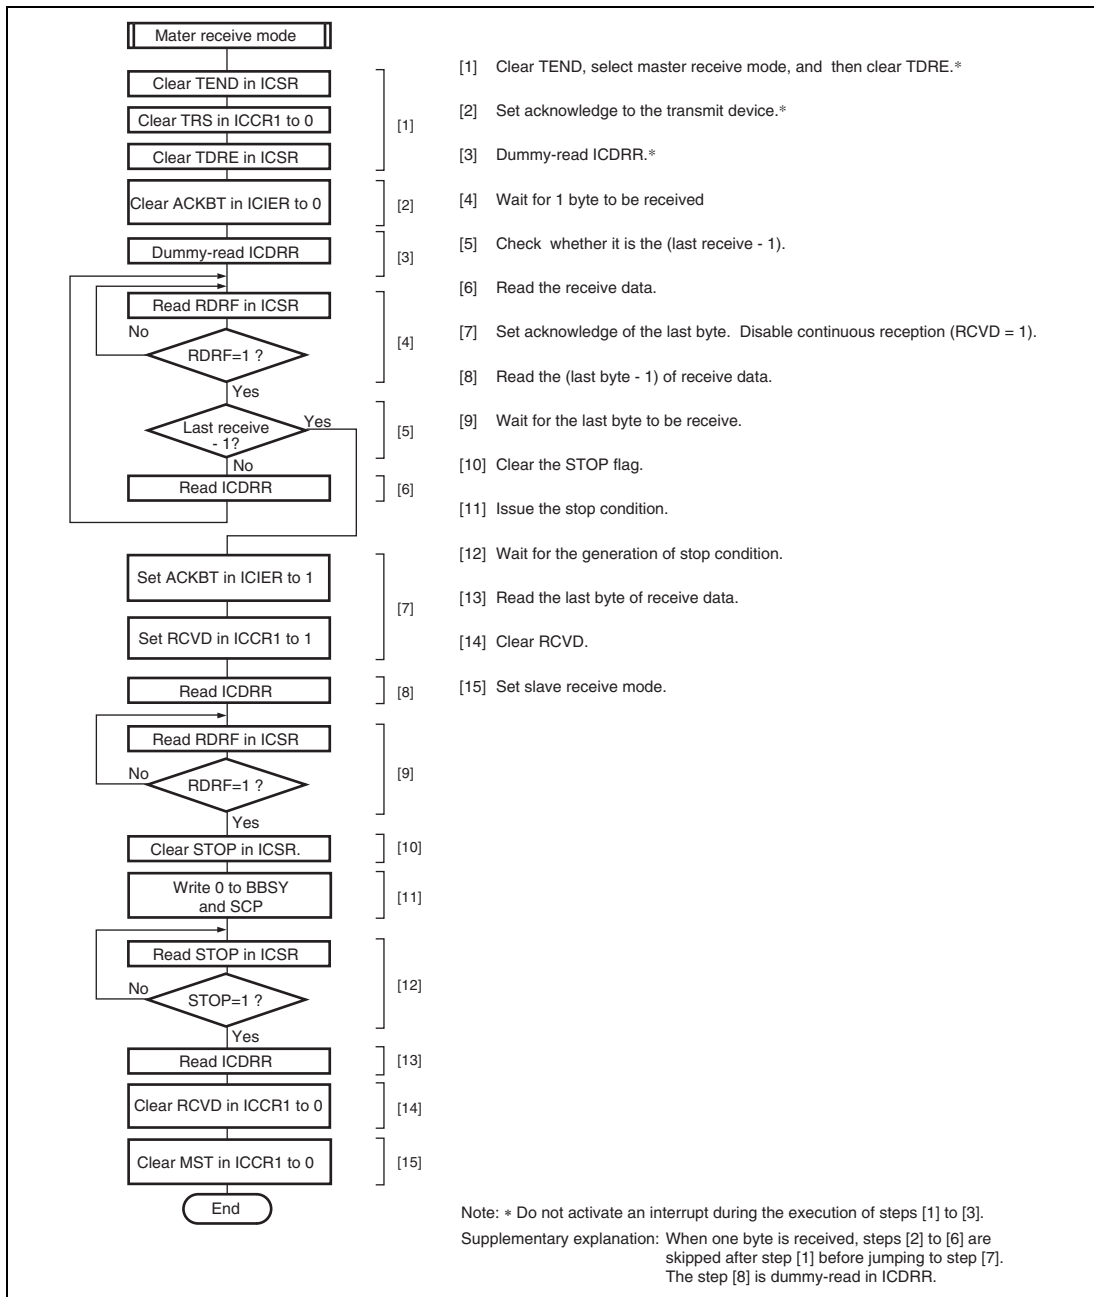 Mater receive mode
Clear TEND in ICSR
Clear TRS in ICCR1 to 0
Clear TDRE in ICSR
[1]
Clear ACKBT in ICIER to 0
[2]
Dummy-read ICDRR
[3]
Read RDRF in ICSR
No
RDRF=1 ?
[4]
Yes
Last receive
- 1?
Yes
[5]
No
Read ICDRR
[6]
Set ACKBT in ICIER to 1
[7]
Set RCVD in ICCR1 to 1
Read ICDRR
[8]
Read RDRF in ICSR
No
RDRF=1 ?
[9]
Yes
Clear STOP in ICSR.
[10]
Write 0 to BBSY
and SCP
[11]
Read STOP in ICSR
No
STOP=1 ?
[12]
Yes
Read ICDRR
[13]
Clear RCVD in ICCR1 to 0
[14]
Clear MST in ICCR1 to 0
[15]
End
[1] Clear TEND, select master receive mode, and then clear TDRE.*
[2] Set acknowledge to the transmit device.*
[3] Dummy-read ICDRR.*
[4] Wait for 1 byte to be received
[5] Check whether it is the (last receive - 1).
[6] Read the receive data.
[7] Set acknowledge of the last byte. Disable continuous reception (RCVD = 1).
[8] Read the (last byte - 1) of receive data.
[9] Wait for the last byte to be receive.
[10] Clear the STOP flag.
[11] Issue the stop condition.
[12] Wait for the generation of stop condition.
[13] Read the last byte of receive data.
[14] Clear RCVD.
[15] Set slave receive mode.
Note: * Do not activate an interrupt during the execution of steps [1] to [3].
Supplementary explanation: When one byte is received, steps [2] to [6] are
skipped after step [1] before jumping to step [7].
The step [8] is dummy-read in ICDRR.